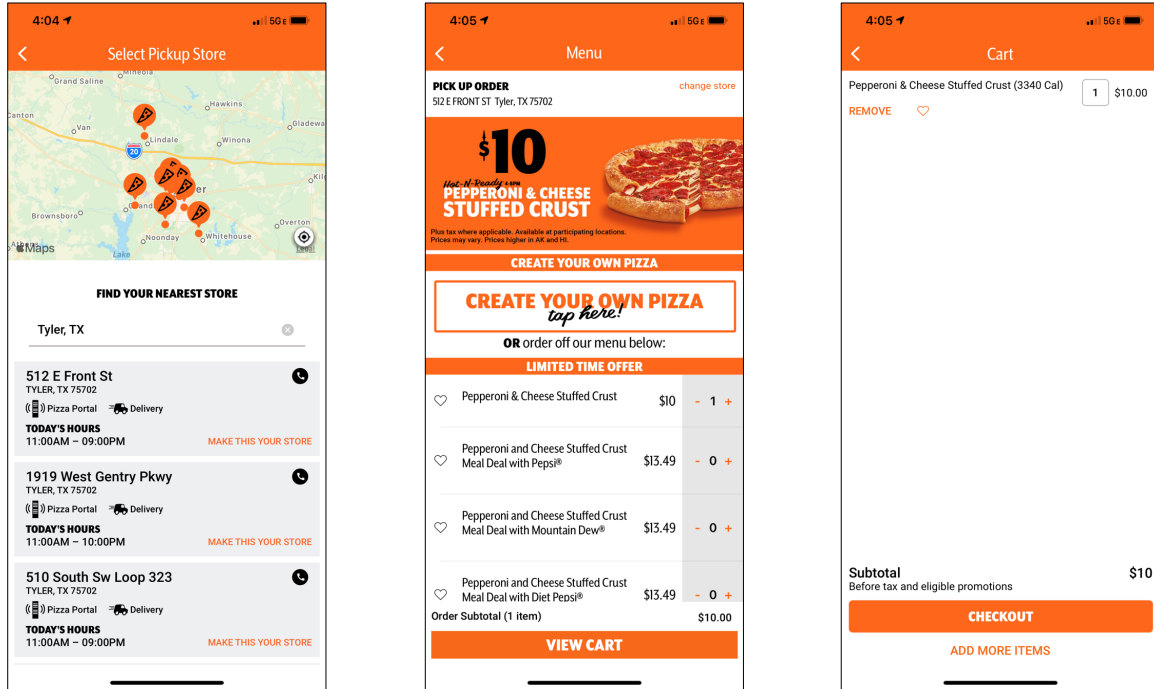 4:04
5G E
Select Pickup Store
Grand Saline
Mineola
Hawkins
Canton
Van
Gladewa
Lindale
Winona
20
Brownsboro
Overton
Noonday
Whitehouse
Maps
Lake
Legal
FIND YOUR NEAREST STORE
Tyler, TX
512 E Front St
TYLER, TX 75702
Pizza Portal Delivery
TODAY'S HOURS
11:00AM – 09:00PM MAKE THIS YOUR STORE
1919 West Gentry Pkwy
TYLER, TX 75702
Pizza Portal Delivery
TODAY'S HOURS
11:00AM – 10:00PM MAKE THIS YOUR STORE
510 South Sw Loop 323
TYLER, TX 75702
Pizza Portal Delivery
TODAY'S HOURS
11:00AM – 09:00PM MAKE THIS YOUR STORE
4:05
5G E
Menu
PICK UP ORDER change store
512 E FRONT ST Tyler, TX 75702
$10
Hot-N-Ready 4-8PM
PEPPERONI & CHEESE
STUFFED CRUST
Plus tax where applicable. Available at participating locations.
Prices may vary. Prices higher in AK and HI.
CREATE YOUR OWN PIZZA
CREATE YOUR OWN PIZZA
tap here!
OR order off our menu below:
LIMITED TIME OFFER
Pepperoni & Cheese Stuffed Crust $10 - 1 +
Pepperoni and Cheese Stuffed Crust
Meal Deal with Pepsi® $13.49 - 0 +
Pepperoni and Cheese Stuffed Crust
Meal Deal with Mountain Dew® $13.49 - 0 +
Pepperoni and Cheese Stuffed Crust
Meal Deal with Diet Pepsi® $13.49 - 0 +
Order Subtotal (1 item) $10.00
VIEW CART
4:05
5G E
Cart
Pepperoni & Cheese Stuffed Crust (3340 Cal) 1 $10.00
REMOVE
Subtotal $10
Before tax and eligible promotions
CHECKOUT
ADD MORE ITEMS